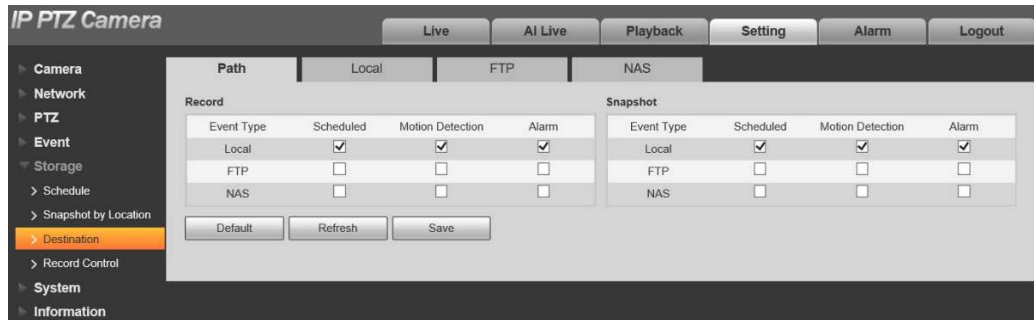 IP PTZ Camera
Live AI Live Playback Setting Alarm Logout
Camera
Network
PTZ
Event
Storage
Schedule
Snapshot by Location
Destination
Record Control
System
Information
Path Local FTP NAS
Record
Event Type Scheduled Motion Detection Alarm
Local
FTP
NAS
Snapshot
Event Type Scheduled Motion Detection Alarm
Local
FTP
NAS
Default Refresh Save